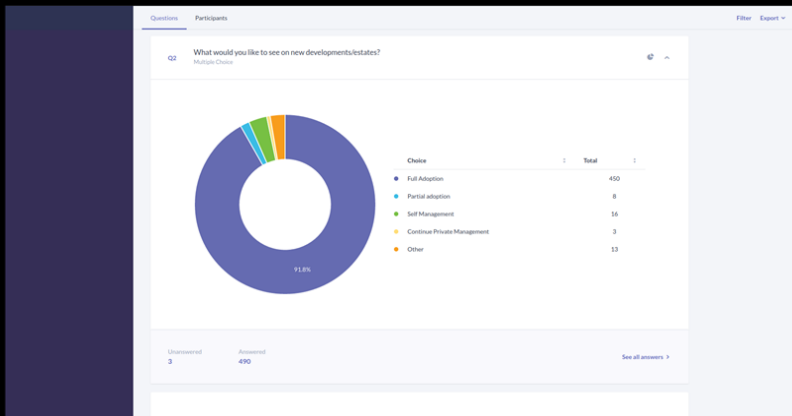 Questions Participants Filter Export
Q2 What would you like to see on new developments/estates?
Multiple Choice
Choice Total
Full Adoption 450
Partial adoption 8
Self Management 16
Continue Private Management 3
Other 13
91.8%
Unanswered Answered
3 490
See all answers